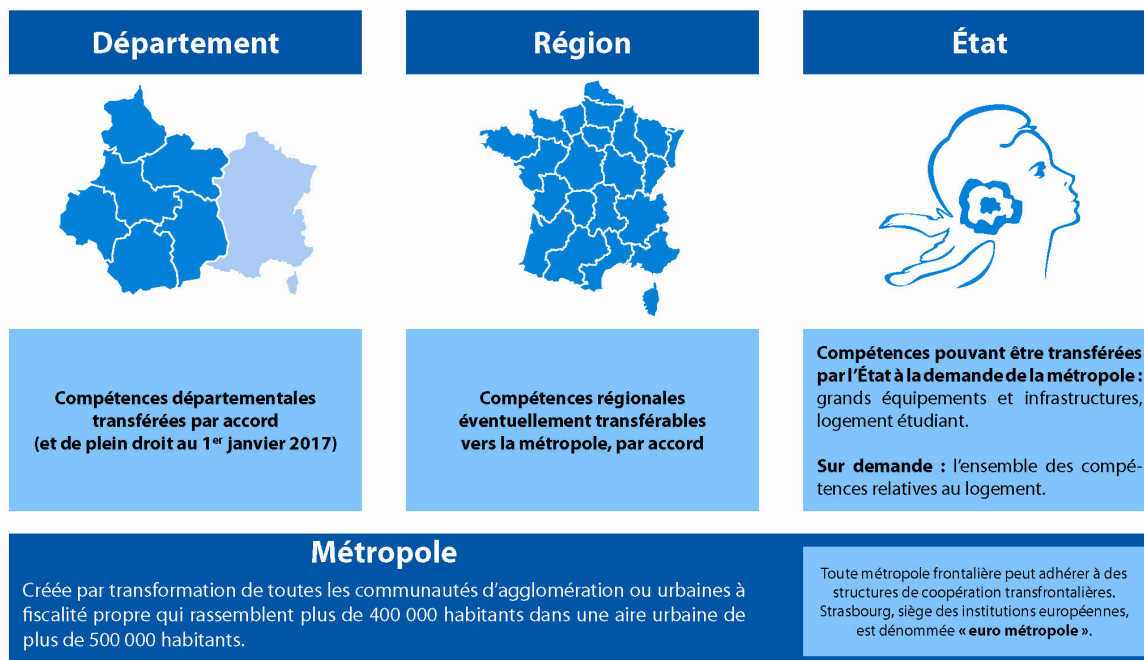 Département
Région
État
Compétences départementales
transférées par accord
(et de plein droit au 1er janvier 2017)
Compétences régionales
éventuellement transférables
vers la métropole, par accord
Compétences pouvant être transférées
par l’État à la demande de la métropole :
grands équipements et infrastructures,
logement étudiant.
Sur demande : l’ensemble des compé-
tences relatives au logement.
Métropole
Créée par transformation de toutes les communautés d’agglomération ou urbaines à
fiscalité propre qui rassemblent plus de 400 000 habitants dans une aire urbaine de
plus de 500 000 habitants.
Toute métropole frontalière peut adhérer à des
structures de coopération transfrontalières.
Strasbourg, siège des institutions européennes,
est dénommée « euro métropole ».